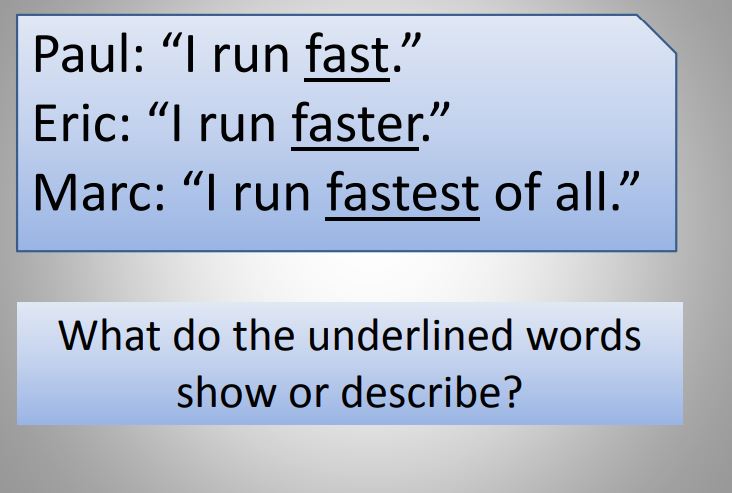 Paul: “I run fast.”
Eric: “I run faster.”
Marc: “I run fastest of all.”
What do the underlined words
show or describe?